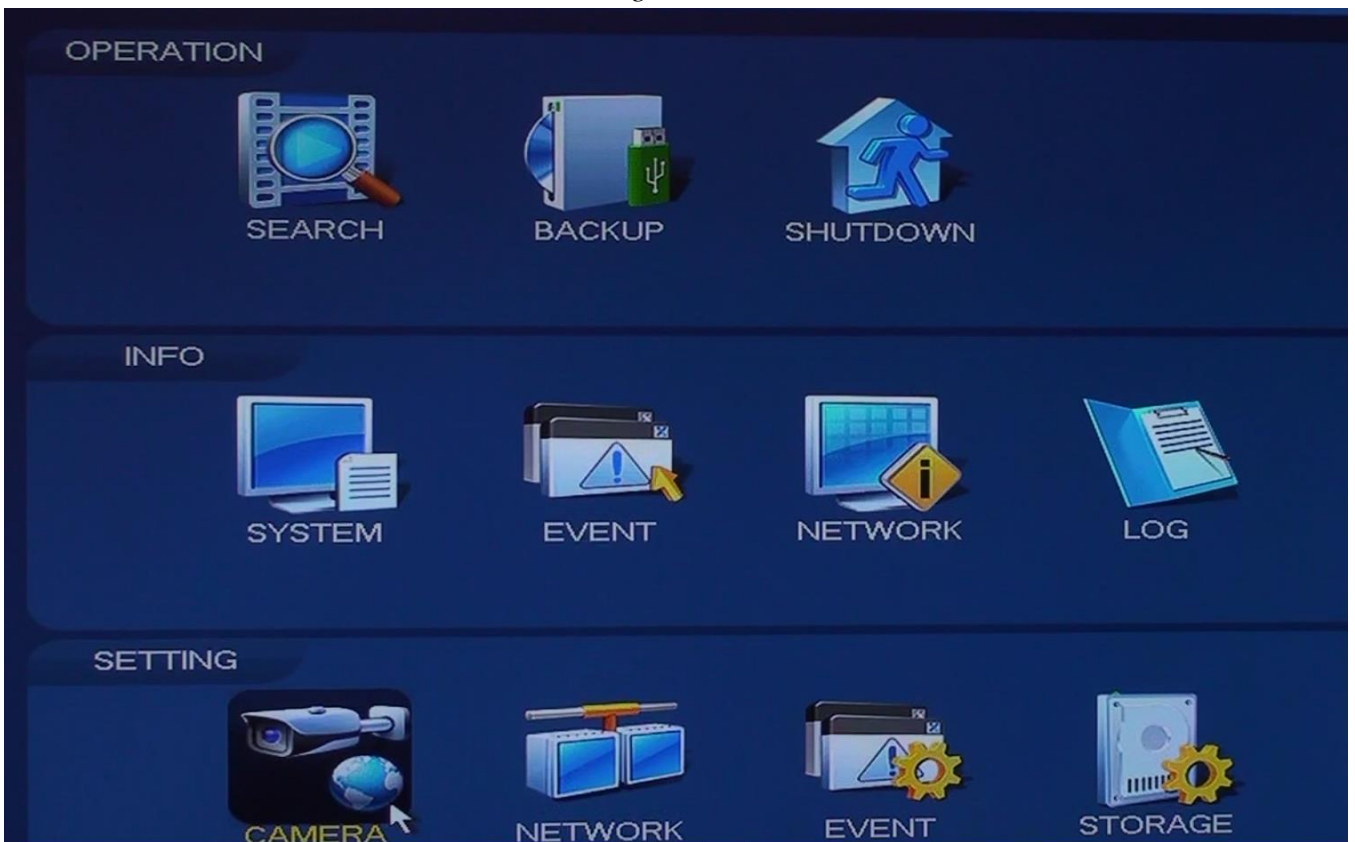 OPERATION
SEARCH BACKUP SHUTDOWN
INFO
SYSTEM EVENT NETWORK LOG
SETTING
CAMERA NETWORK EVENT STORAGE